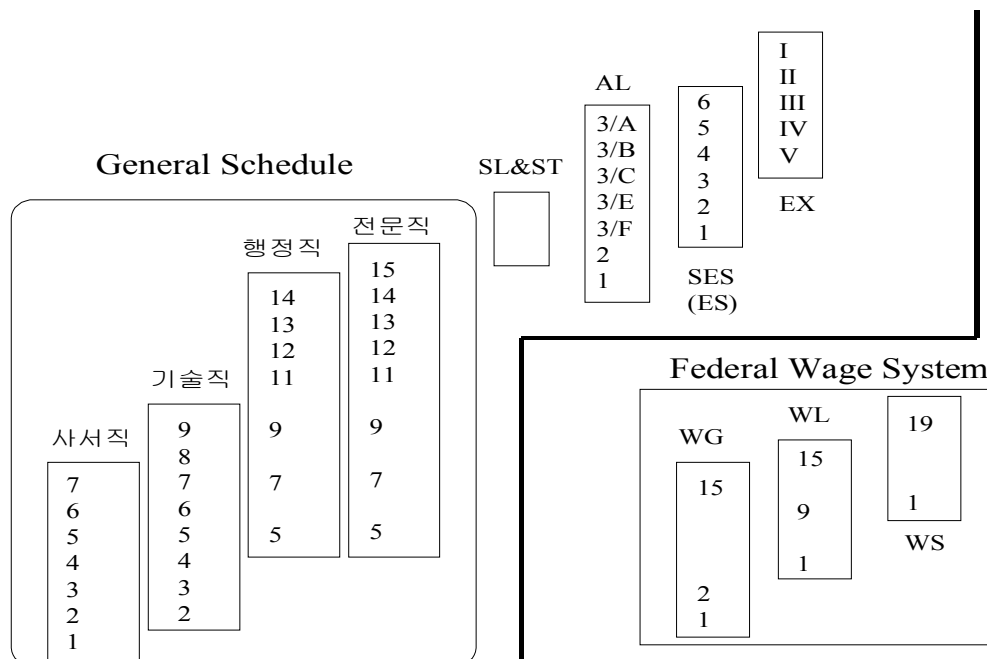 General Schedule
사서직
7
6
5
4
3
2
1
기술직
9
8
7
6
5
4
3
2
행정직
14
13
12
11
9
7
5
전문직
15
14
13
12
11
9
7
5
SL&ST
AL
3/A
3/B
3/C
3/E
3/F
2
1
6
5
4
3
2
1
SES
(ES)
I
II
III
IV
V
EX
Federal Wage System
WG
15
2
1
WL
15
9
1
19
1
WS